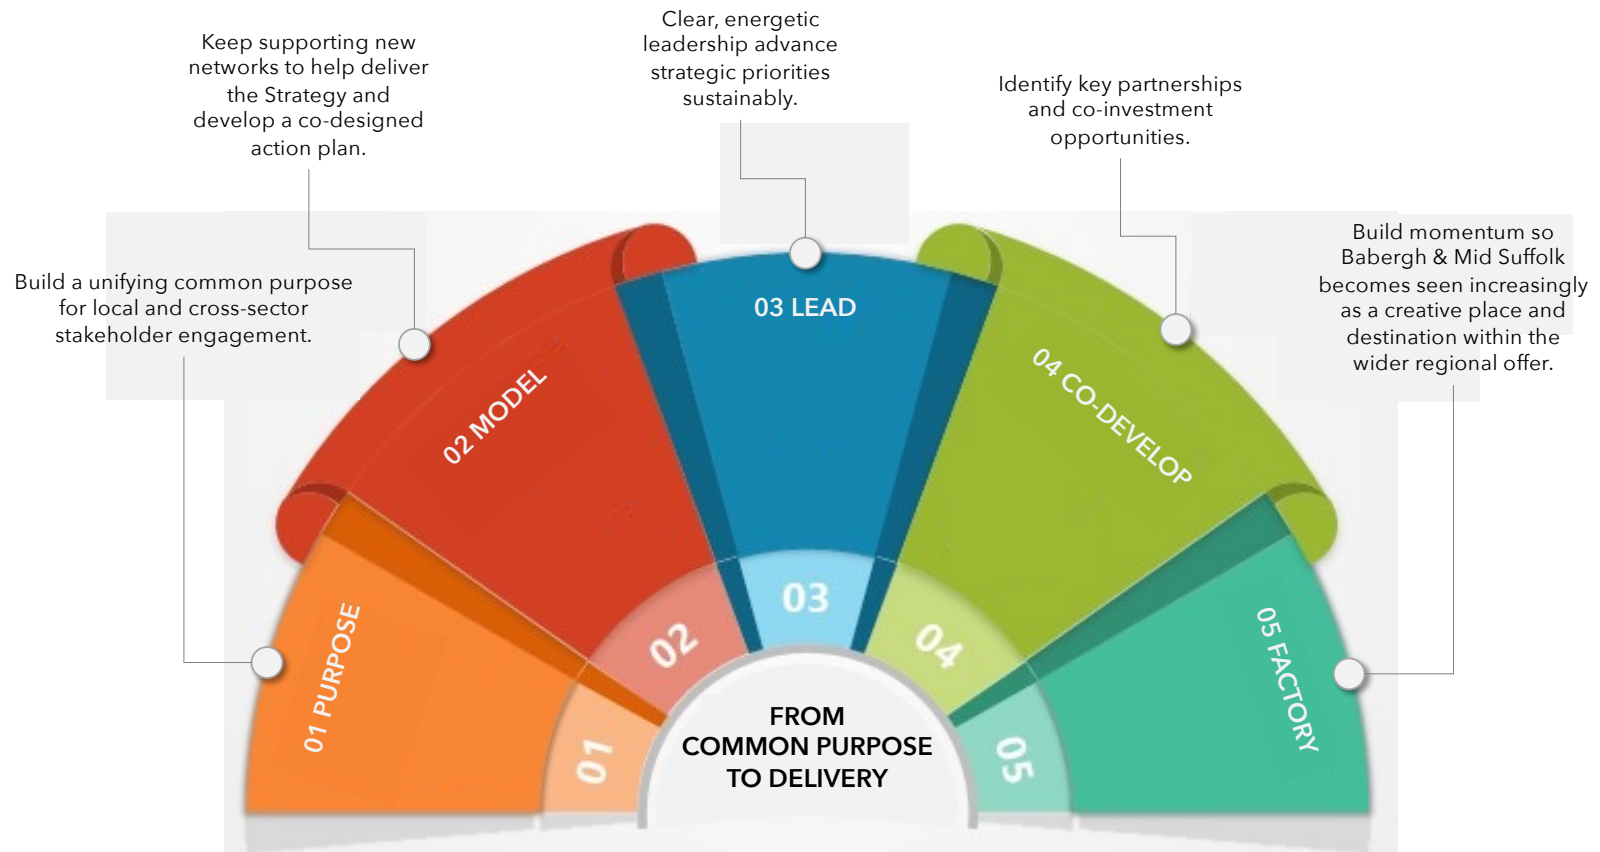 Build a unifying common purpose
for local and cross-sector
stakeholder engagement.
Keep supporting new
networks to help deliver
the Strategy and
develop a co-designed
action plan.
Clear, energetic
leadership advance
strategic priorities
sustainably.
Identify key partnerships
and co-investment
opportunities.
Build momentum so
Babergh & Mid Suffolk
becomes seen increasingly
as a creative place and
destination within the
wider regional offer.
01 PURPOSE
02 MODEL
03 LEAD
04 CO-DEVELOP
05 FACTORY
01
02
03
04
05
FROM
COMMON PURPOSE
TO DELIVERY